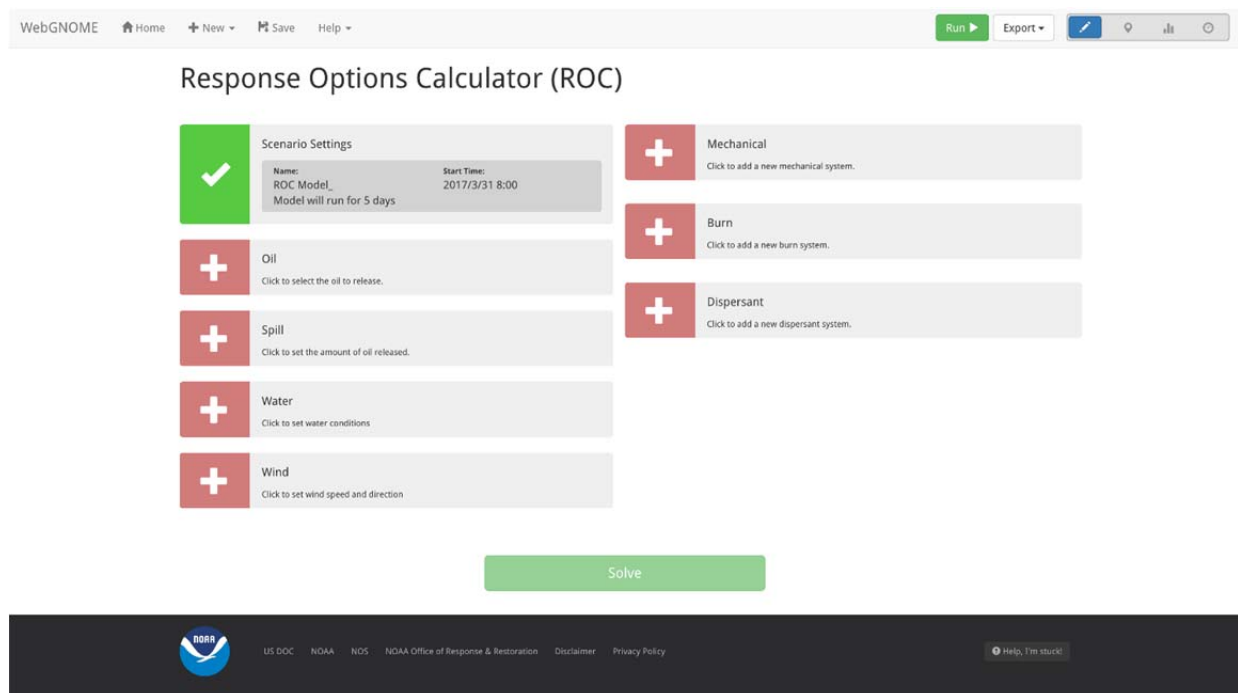 WebGNOME Home New Save Help Run Export
Response Options Calculator (ROC)
Scenario Settings
Name: Start Time:
ROC Model_ 2017/3/31 8:00
Model will run for 5 days
Oil
Click to select the oil to release.
Spill
Click to set the amount of oil released.
Water
Click to set water conditions
Wind
Click to set wind speed and direction
Mechanical
Click to add a new mechanical system.
Burn
Click to add a new burn system.
Dispersant
Click to add a new dispersant system.
Solve
NOAA
US DOC NOAA NOS NOAA Office of Response & Restoration Disclaimer Privacy Policy
Help, I'm stuck!